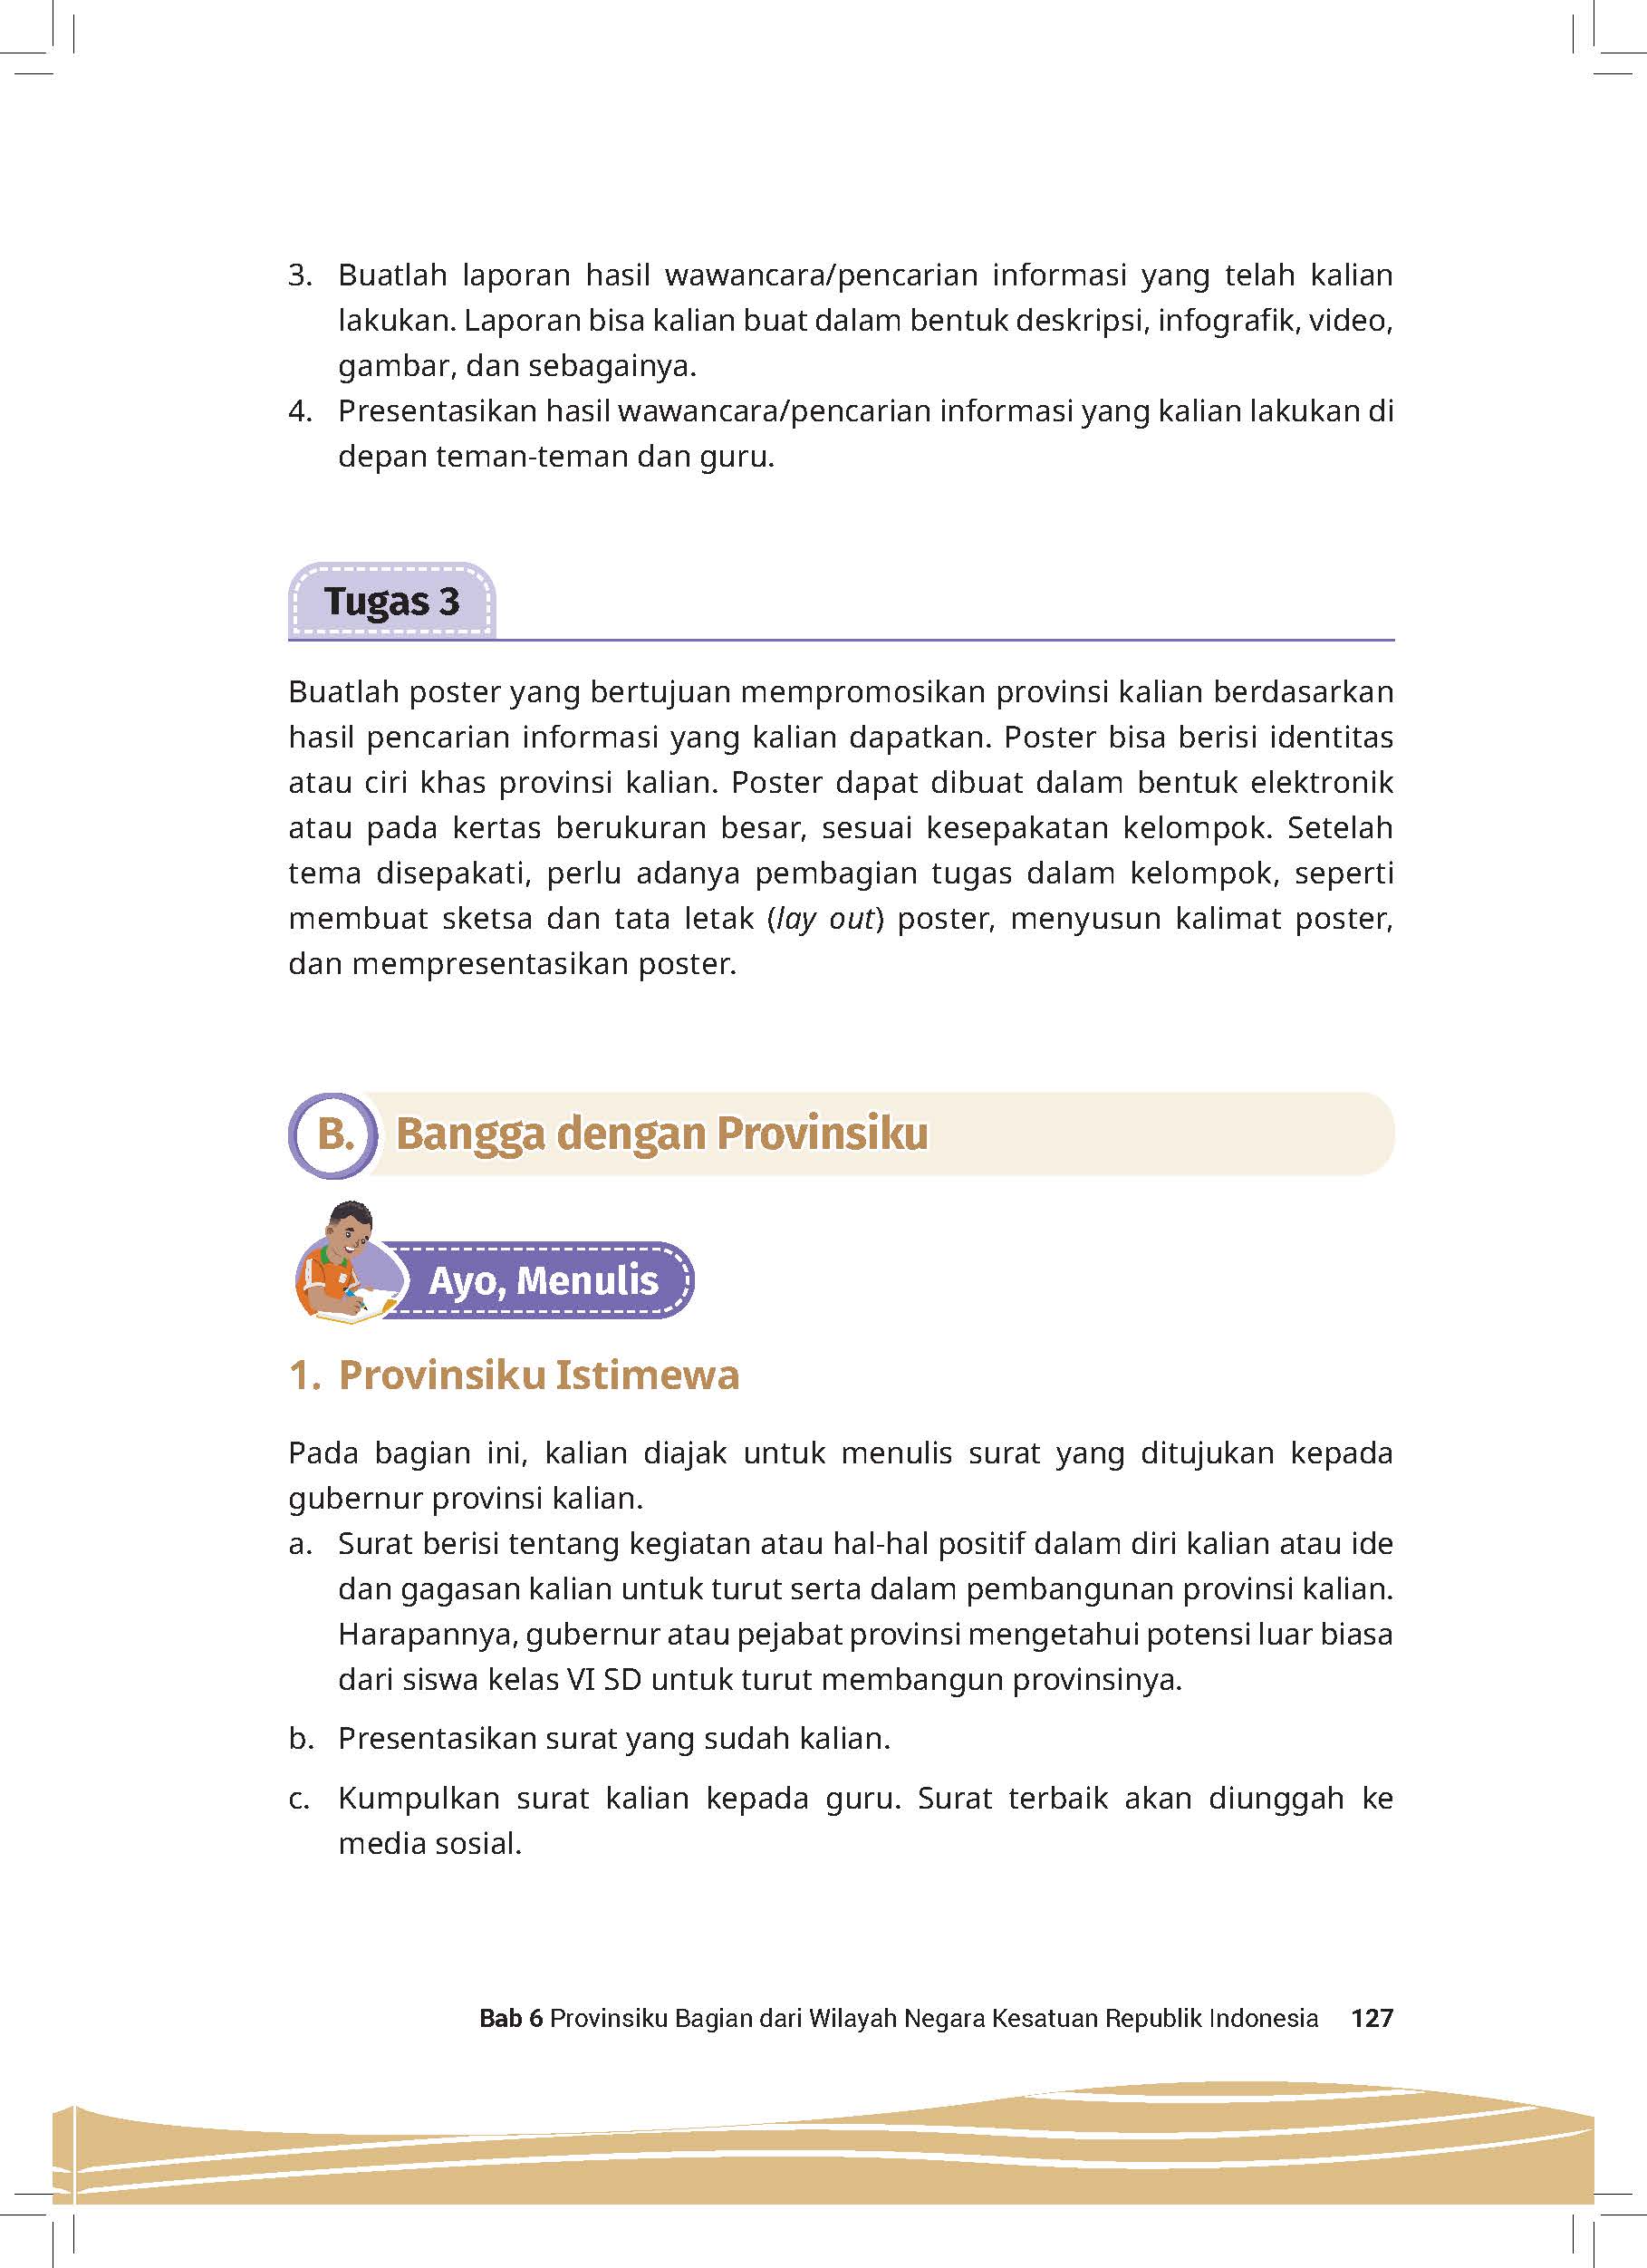 3. Buatlah laporan hasil wawancara/pencarian informasi yang telah kalian
lakukan. Laporan bisa kalian buat dalam bentuk deskripsi, infografik, video,
gambar, dan sebagainya.
4. Presentasikan hasil wawancara/pencarian informasi yang kalian lakukan di
depan teman-teman dan guru.
Tugas 3
Buatlah poster yang bertujuan mempromosikan provinsi kalian berdasarkan
hasil pencarian informasi yang kalian dapatkan. Poster bisa berisi identitas
atau ciri khas provinsi kalian. Poster dapat dibuat dalam bentuk elektronik
atau pada kertas berukuran besar, sesuai kesepakatan kelompok. Setelah
tema disepakati, perlu adanya pembagian tugas dalam kelompok, seperti
membuat sketsa dan tata letak (lay out) poster, menyusun kalimat poster,
dan mempresentasikan poster.
B. Bangga dengan Provinsiku
Ayo, Menulis
1. Provinsiku Istimewa
Pada bagian ini, kalian diajak untuk menulis surat yang ditujukan kepada
gubernur provinsi kalian.
a. Surat berisi tentang kegiatan atau hal-hal positif dalam diri kalian atau ide
dan gagasan kalian untuk turut serta dalam pembangunan provinsi kalian.
Harapannya, gubernur atau pejabat provinsi mengetahui potensi luar biasa
dari siswa kelas VI SD untuk turut membangun provinsinya.
b. Presentasikan surat yang sudah kalian.
c. Kumpulkan surat kalian kepada guru. Surat terbaik akan diunggah ke
media sosial.
Bab 6 Provinsiku Bagian dari Wilayah Negara Kesatuan Republik Indonesia 127